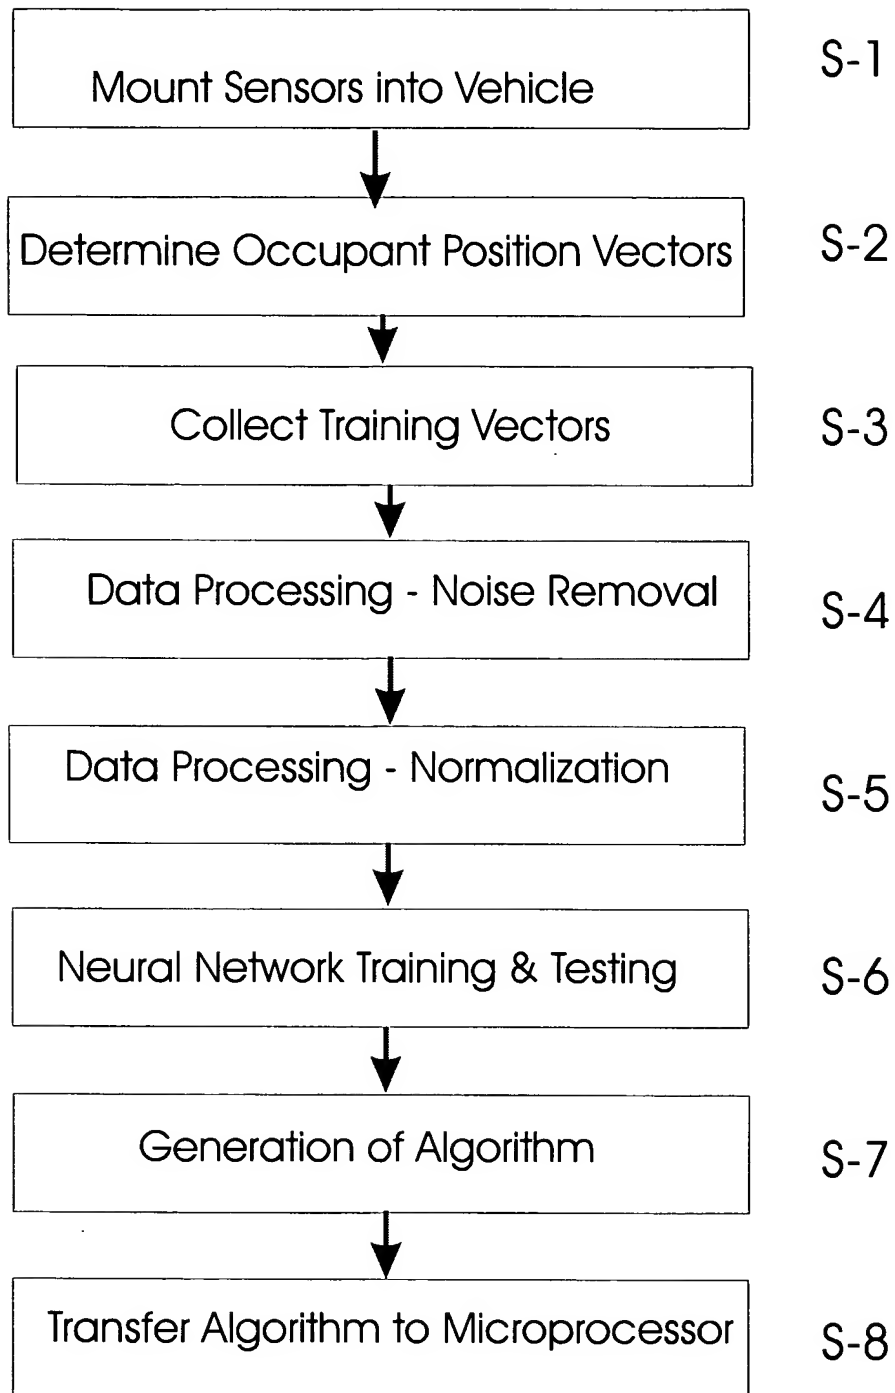 S-1
Mount Sensors into Vehicle
S-2
Determine Occupant Position Vectors
S-3
Collect Training Vectors
S-4
Data Processing - Noise Removal
S-5
Data Processing - Normalization
S-6
Neural Network Training & Testing
S-7
Generation of Algorithm
S-8
Transfer Algorithm to Microprocessor